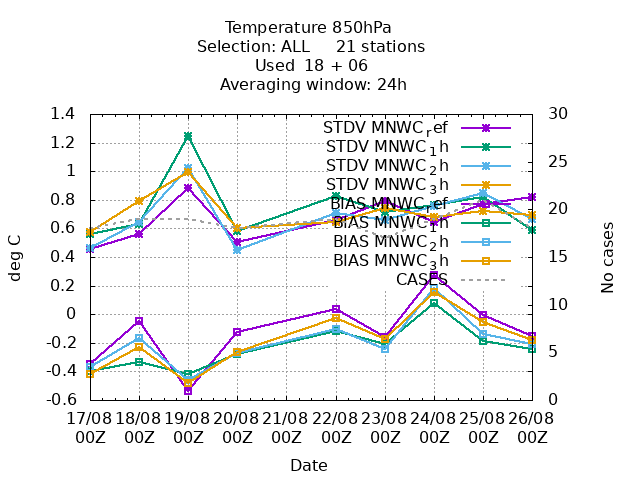 Temperature 850hPa
Selection: ALL 21 stations
Used 18 + 06
Averaging window: 24h
1.4
1.2
1
0.8
0.6
0.4
0.2
0
-0.2
-0.4
-0.6
deg C
30
25
20
15
10
5
0
No cases
STDV MNWC_ref
STDV MNWC_1h
STDV MNWC_2h
STDV MNWC_3h
BIAS MNWC_ref
BIAS MNWC_1h
BIAS MNWC_2h
BIAS MNWC_3h
CASES
17/08 18/08 19/08 20/08 21/08 22/08 23/08 24/08 25/08 26/08
00Z 00Z 00Z 00Z 00Z 00Z 00Z 00Z 00Z 00Z
Date